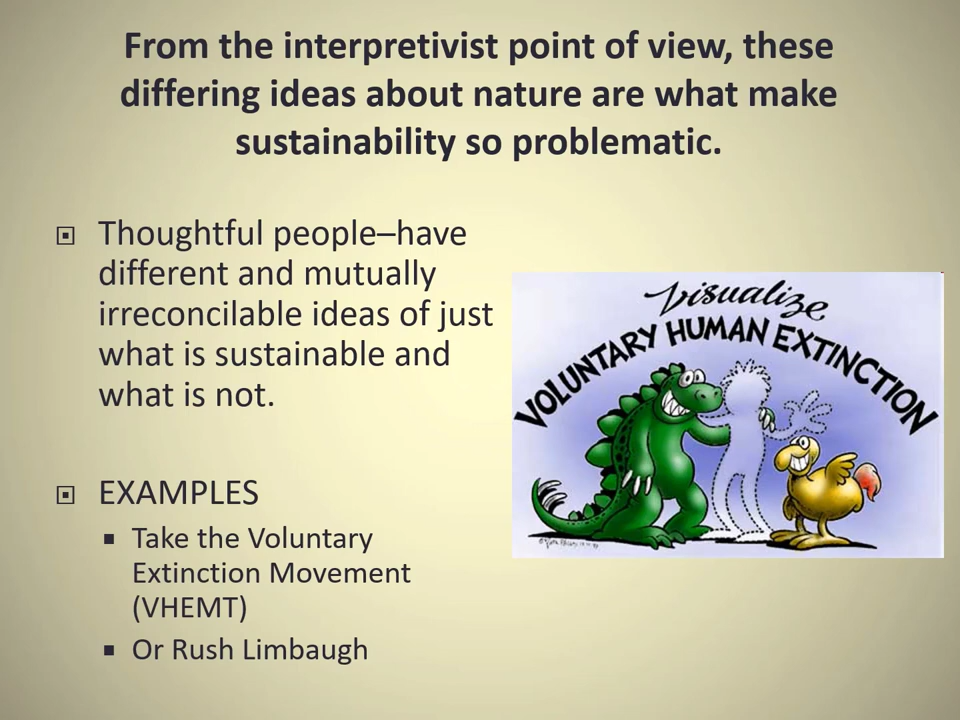 From the interpretivist point of view, these
differing ideas about nature are what make
sustainability so problematic.
Thoughtful people–have
different and mutually
irreconcilable ideas of just
what is sustainable and
what is not.
EXAMPLES
Take the Voluntary
Extinction Movement
(VHEMT)
Or Rush Limbaugh
Visualize
VOLUNTARY HUMAN EXTINCTION